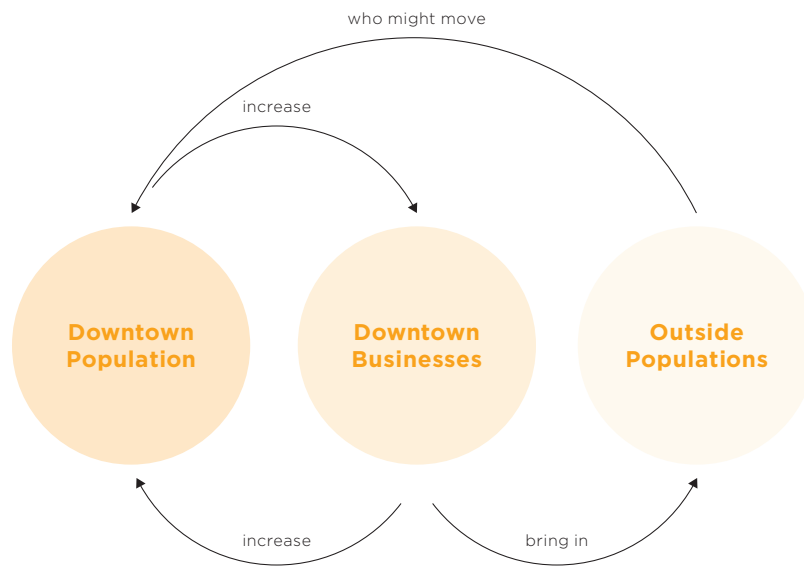 who might move
increase
Downtown
Population
Downtown
Businesses
Outside
Populations
increase
bring in